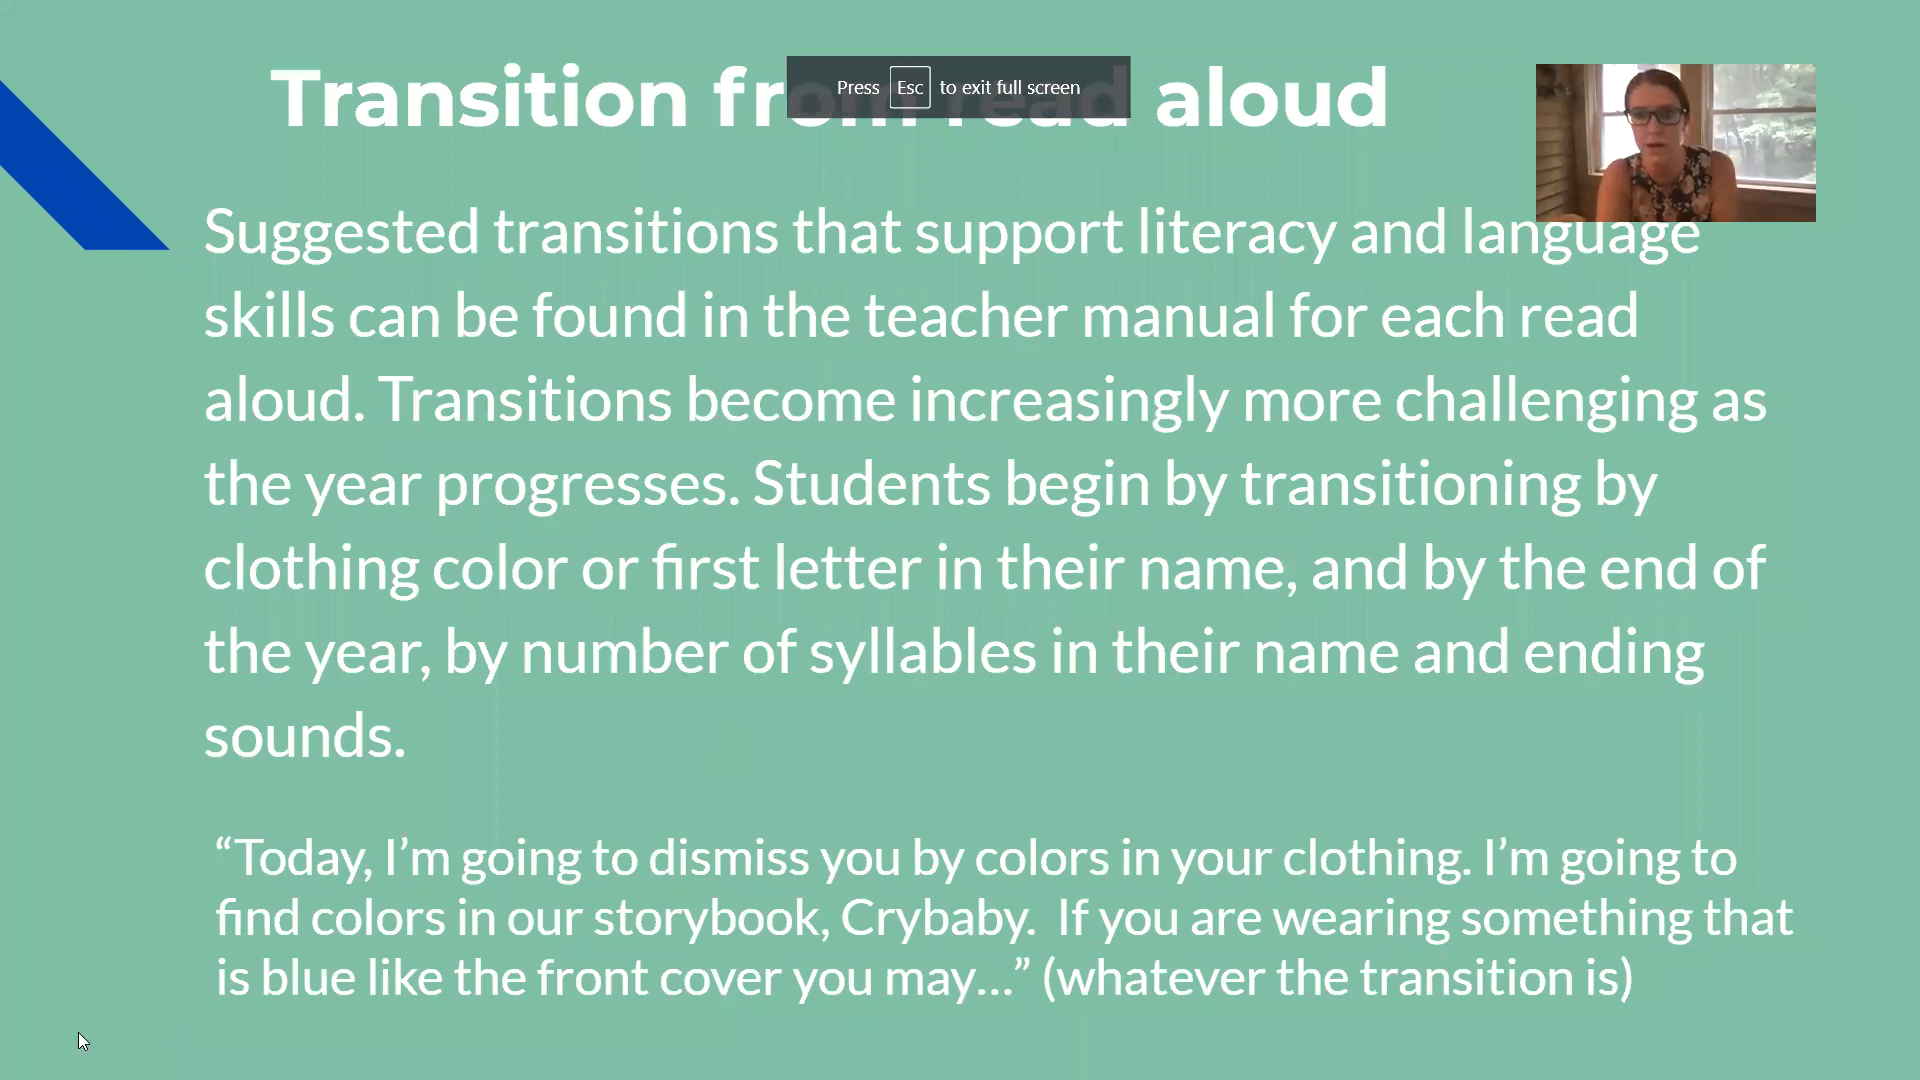 Transition from read aloud
Press Esc to exit full screen
Suggested transitions that support literacy and language
skills can be found in the teacher manual for each read
aloud. Transitions become increasingly more challenging as
the year progresses. Students begin by transitioning by
clothing color or first letter in their name, and by the end of
the year, by number of syllables in their name and ending
sounds.
“Today, I’m going to dismiss you by colors in your clothing. I’m going to
find colors in our storybook, Crybaby.  If you are wearing something that
is blue like the front cover you may...” (whatever the transition is)